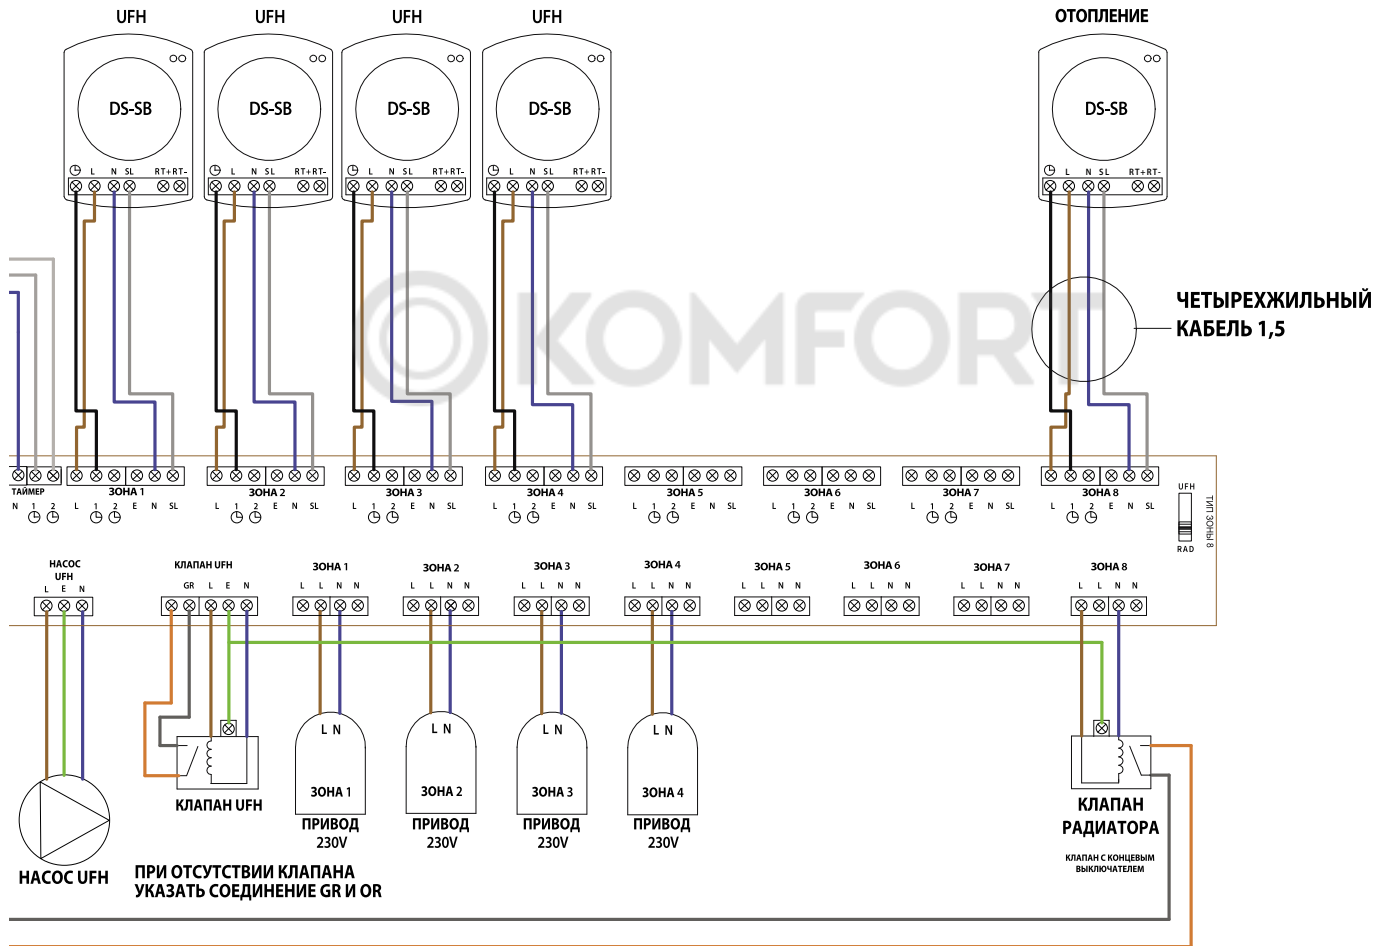 UFH UFH UFH UFH ОТОПЛЕНИЕ
DS-SB DS-SB DS-SB DS-SB DS-SB
L N SL RT+RT- L N SL RT+RT- L N SL RT+RT- L N SL RT+RT- L N SL RT+RT-
KOMFORT
ЧЕТЫРЕХЖИЛЬНЫЙ
КАБЕЛЬ 1,5
ТАЙМЕР ЗОНА 1 ЗОНА 2 ЗОНА 3 ЗОНА 4 ЗОНА 5 ЗОНА 6 ЗОНА 7 ЗОНА 8
N 1 2 L 1 2 E N SL L 1 2 E N SL L 1 2 E N SL L 1 2 E N SL L 1 2 E N SL L 1 2 E N SL L 1 2 E N SL L 1 2 E N SL
UFH
ТИП ЗОНЫ 8
RAD
НАСОС
UFH
L E N
КЛАПАН UFH
GR L E N
ЗОНА 1 ЗОНА 2 ЗОНА 3 ЗОНА 4 ЗОНА 5 ЗОНА 6 ЗОНА 7 ЗОНА 8
L L N N L L N N L L N N L L N N L L N N L L N N L L N N L L N N
L N L N L N L N
ЗОНА 1 ЗОНА 2 ЗОНА 3 ЗОНА 4
ПРИВОД ПРИВОД ПРИВОД ПРИВОД
230V 230V 230V 230V
КЛАПАН UFH
КЛАПАН
РАДИАТОРА
КЛАПАН С КОНЦЕВЫМ
ВЫКЛЮЧАТЕЛЕМ
НАСОС UFH
ПРИ ОТСУТСТВИИ КЛАПАНА
УКАЗАТЬ СОЕДИНЕНИЕ GR И OR